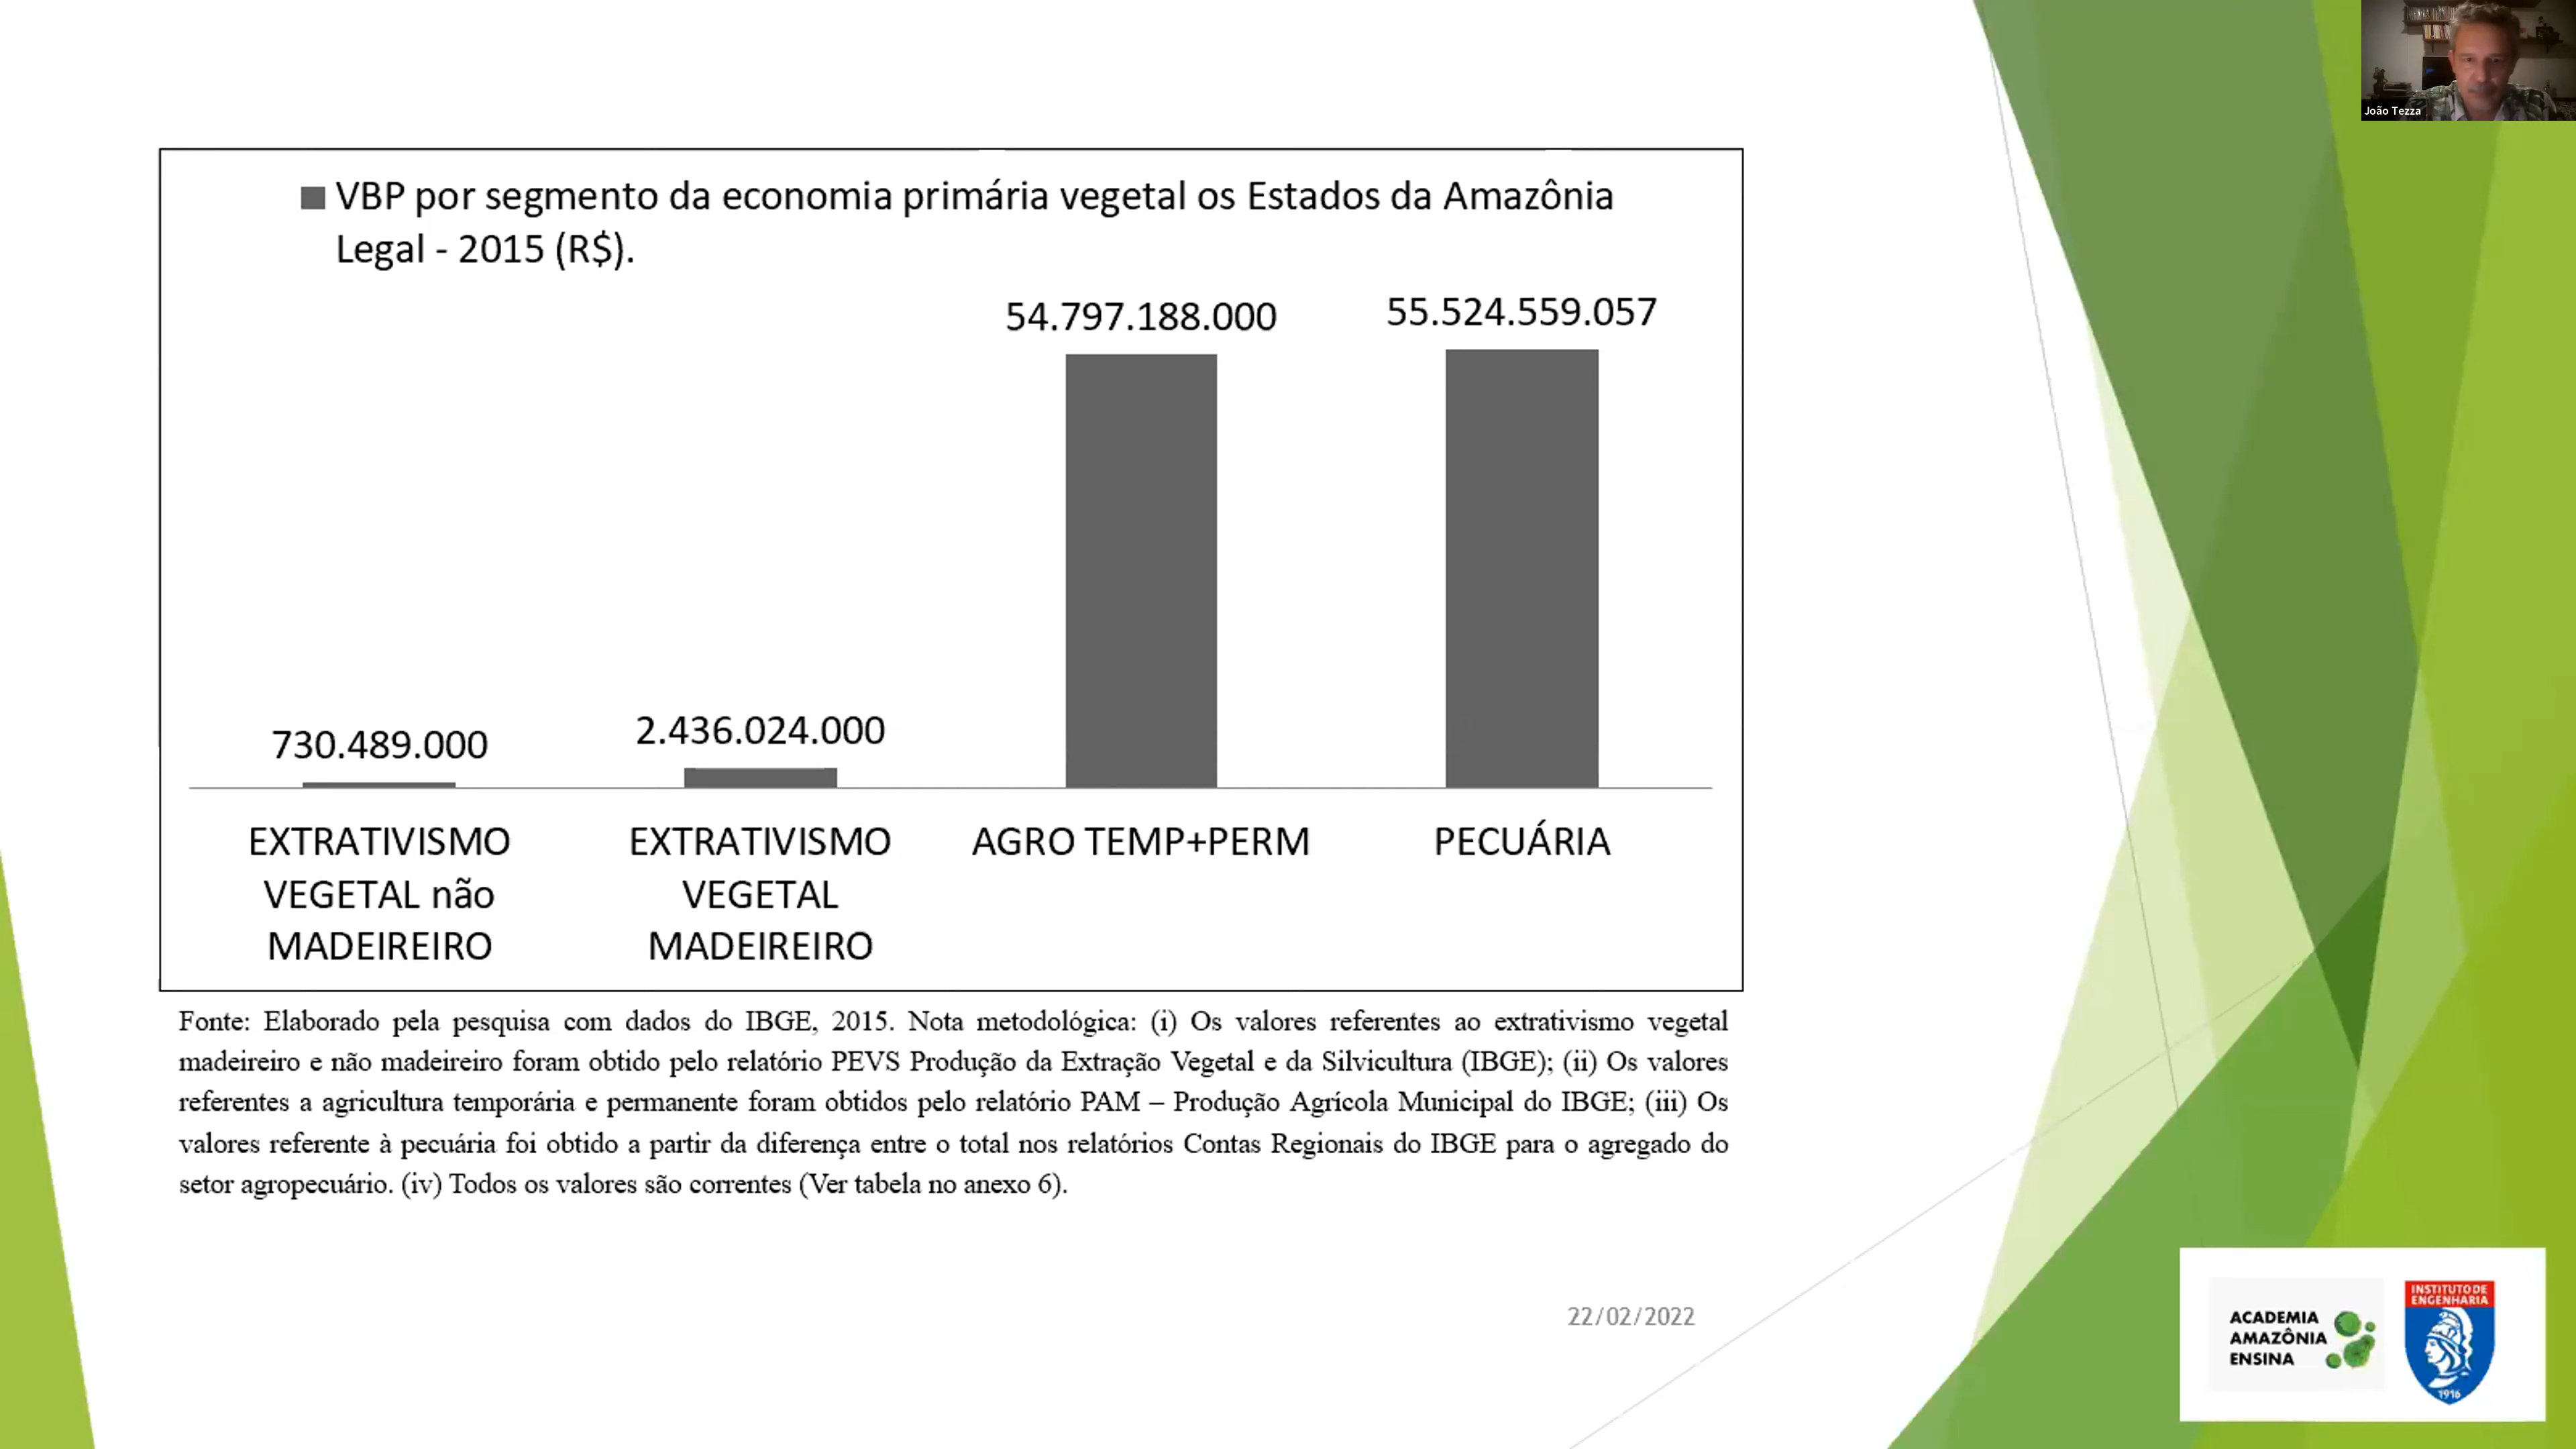 João Tezza
VBP por segmento da economia primária vegetal os Estados da Amazônia
Legal - 2015 (R$).
730.489.000
2.436.024.000
54.797.188.000
55.524.559.057
EXTRATIVISMO
VEGETAL não
MADEIREIRO
EXTRATIVISMO
VEGETAL
MADEIREIRO
AGRO TEMP+PERM
PECUÁRIA
Fonte: Elaborado pela pesquisa com dados do IBGE, 2015. Nota metodológica: (i) Os valores referentes ao extrativismo vegetal
madeireiro e não madeireiro foram obtido pelo relatório PEVS Produção da Extração Vegetal e da Silvicultura (IBGE); (ii) Os valores
referentes a agricultura temporária e permanente foram obtidos pelo relatório PAM – Produção Agrícola Municipal do IBGE; (iii) Os
valores referente à pecuária foi obtido a partir da diferença entre o total nos relatórios Contas Regionais do IBGE para o agregado do
setor agropecuário. (iv) Todos os valores são correntes (Ver tabela no anexo 6).
22/02/2022
ACADEMIA
AMAZÔNIA
ENSINA
INSTITUTO DE
ENGENHARIA
1916